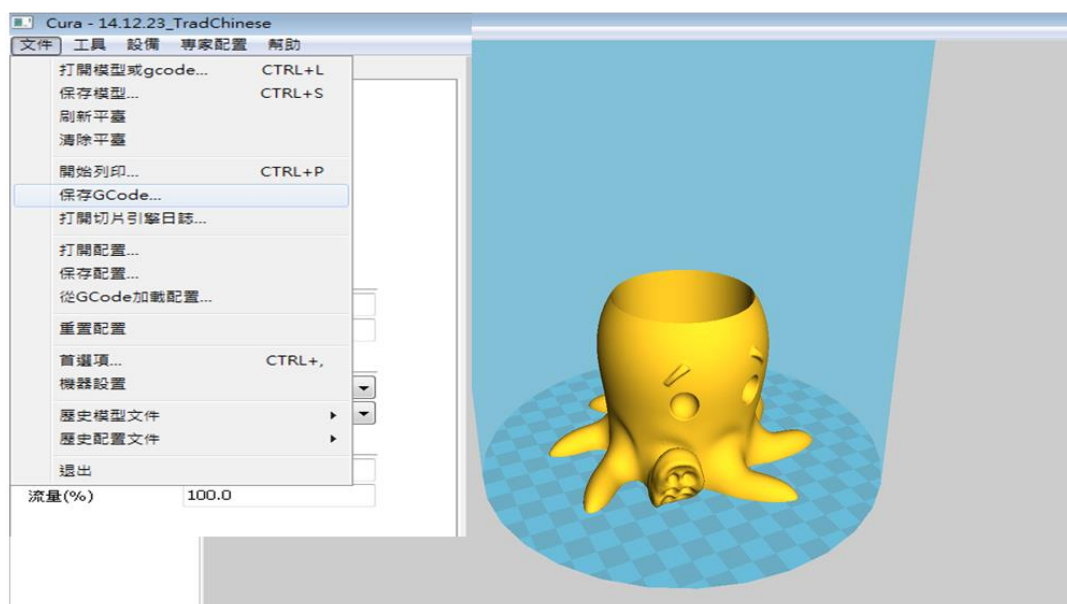 Cura - 14.12.23_TradChinese
文件 工具 設備 專家配置 幫助
打開模型或gcode... CTRL+L
保存模型... CTRL+S
刷新平臺
清除平臺
開始列印... CTRL+P
保存GCode...
打開切片引擎日誌...
打開配置...
保存配置...
從GCode加載配置...
重置配置
首選項... CTRL+,
機器設置
歷史模型文件
歷史配置文件
退出
流量(%) 100.0